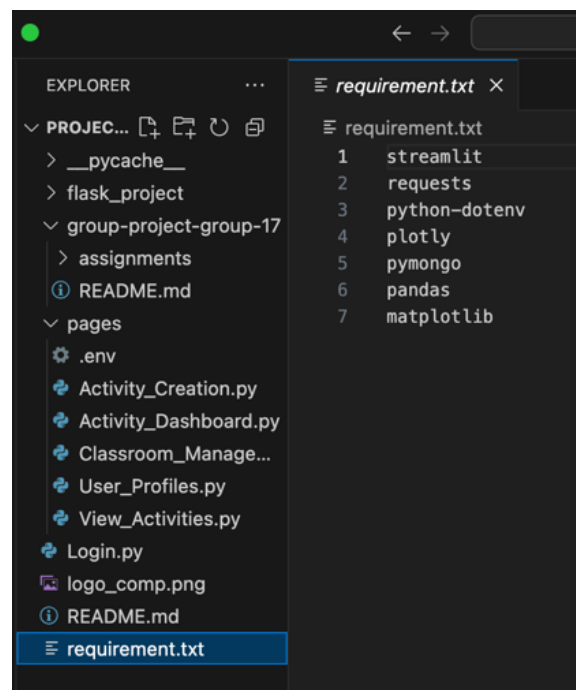 EXPLORER ...
PROJEC...
__pycache__
flask_project
group-project-group-17
assignments
README.md
pages
.env
Activity_Creation.py
Activity_Dashboard.py
Classroom_Manage...
User_Profiles.py
View_Activities.py
Login.py
logo_comp.png
README.md
requirement.txt
requirement.txt
requirement.txt
1 streamlit
2 requests
3 python-dotenv
4 plotly
5 pymongo
6 pandas
7 matplotlib